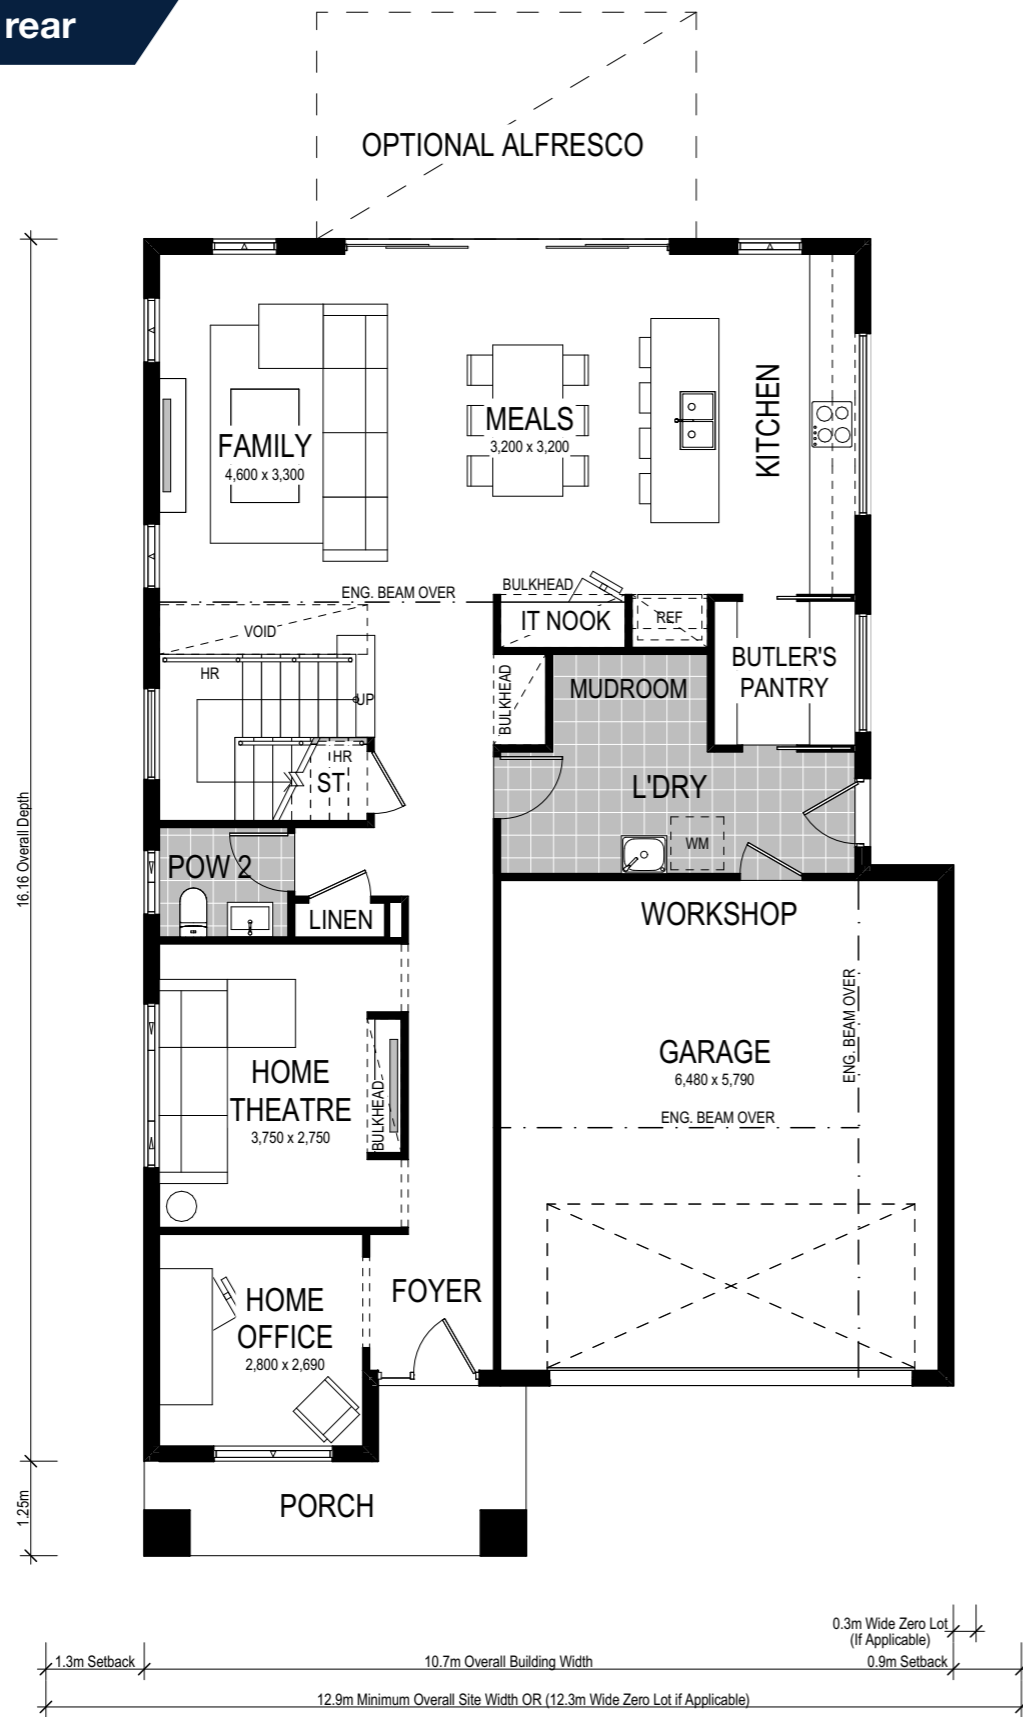 rear
OPTIONAL ALFRESCO
FAMILY
4,600 x 3,300
MEALS
3,200 x 3,200
KITCHEN
ENG. BEAM OVER
BULKHEAD
IT NOOK
REF
VOID
HR
UP
BULKHEAD
MUDROOM
BUTLER'S
PANTRY
HR
ST
L'DRY
WM
POW 2
LINEN
WORKSHOP
16.16 Overall Depth
HOME
THEATRE
3,750 x 2,750
BULKHEAD
GARAGE
6,480 x 5,790
ENG. BEAM OVER
ENG. BEAM OVER
FOYER
HOME
OFFICE
2,800 x 2,690
PORCH
1.25m
0.3m Wide Zero Lot
(If Applicable)
1.3m Setback
10.7m Overall Building Width
0.9m Setback
12.9m Minimum Overall Site Width OR (12.3m Wide Zero Lot if Applicable)